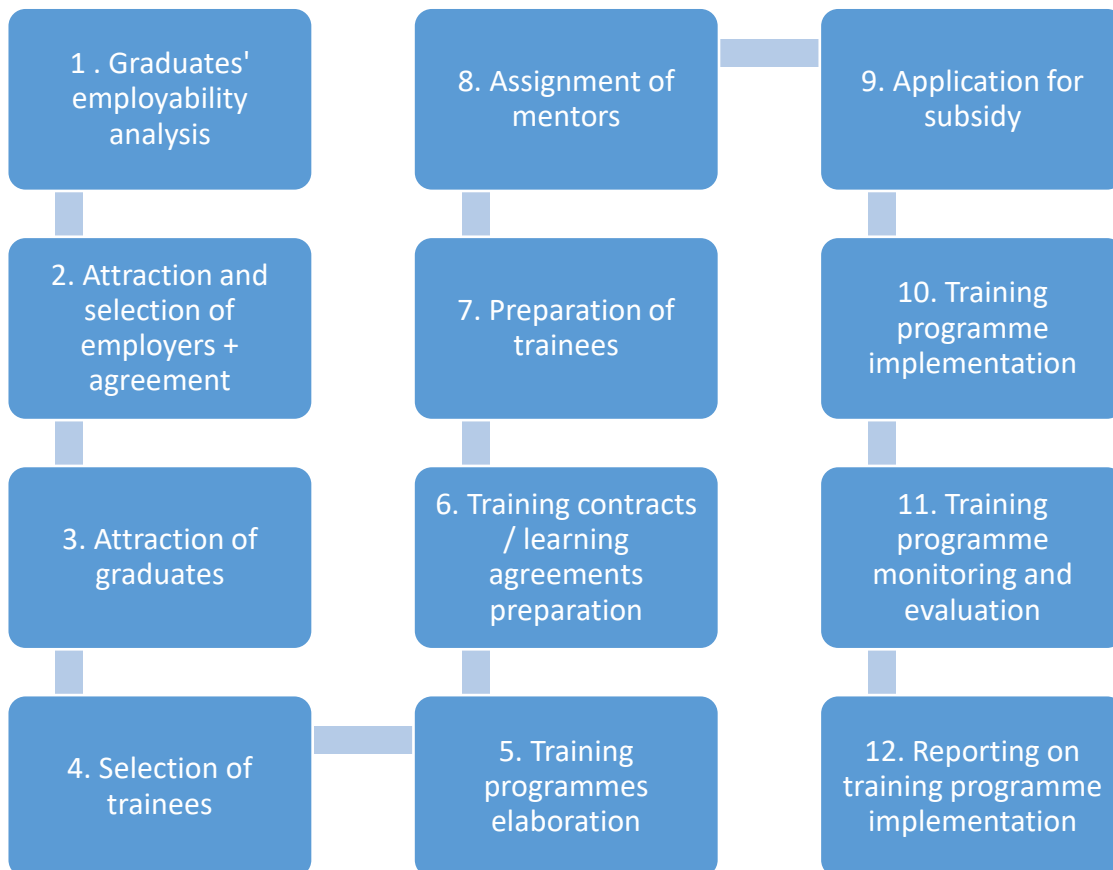 1 . Graduates'
employability
analysis
2. Attraction and
selection of
employers +
agreement
3. Attraction of
graduates
4. Selection of
trainees
5. Training
programmes
elaboration
6. Training contracts
/ learning
agreements
preparation
7. Preparation of
trainees
8. Assignment of
mentors
9. Application for
subsidy
10. Training
programme
implementation
11. Training
programme
monitoring and
evaluation
12. Reporting on
training programme
implementation